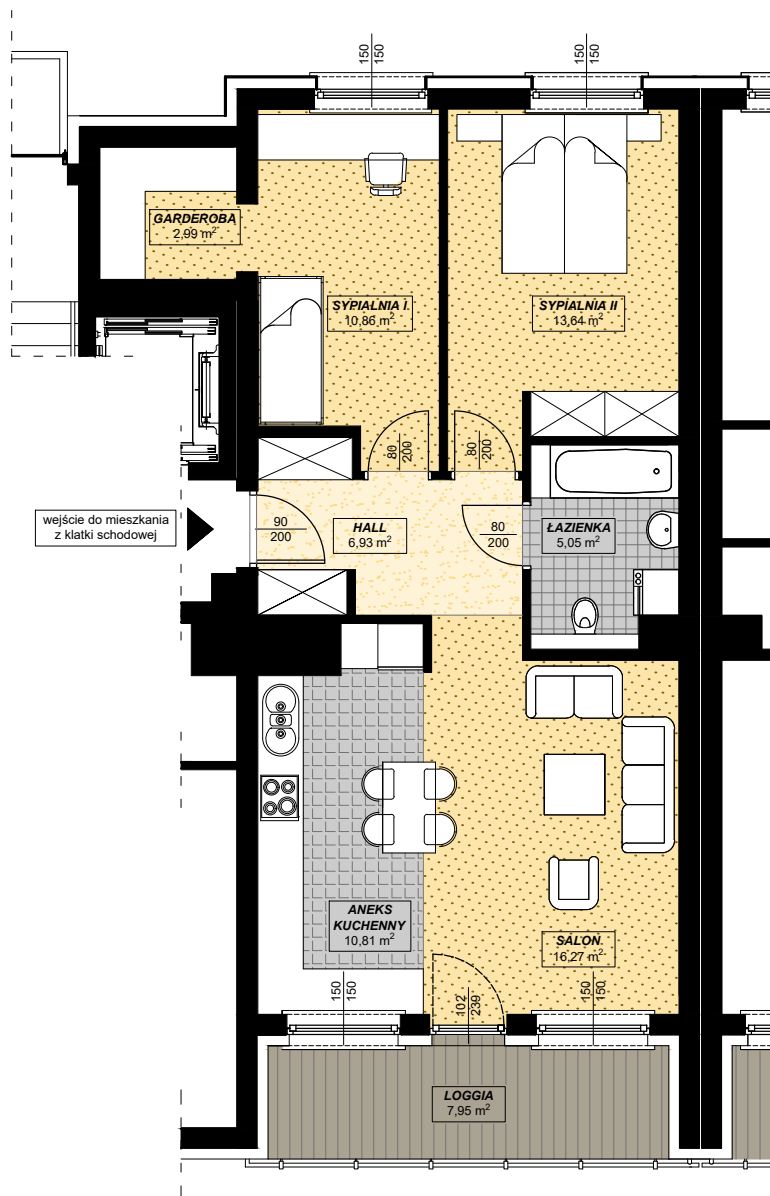 150
150
150
150
GARDEROBA
2,99 m²
SYPIALNIA I
10,86 m²
SYPIALNIA II
13,64 m²
80
200
80
200
wejście do mieszkania
z klatki schodowej
90
200
HALL
6,93 m²
80
200
ŁAZIENKA
5,05 m²
ANEKS
KUCHENNY
10,81 m²
SALON
16,27 m²
150
150
102
239
150
150
LOGGIA
7,95 m²